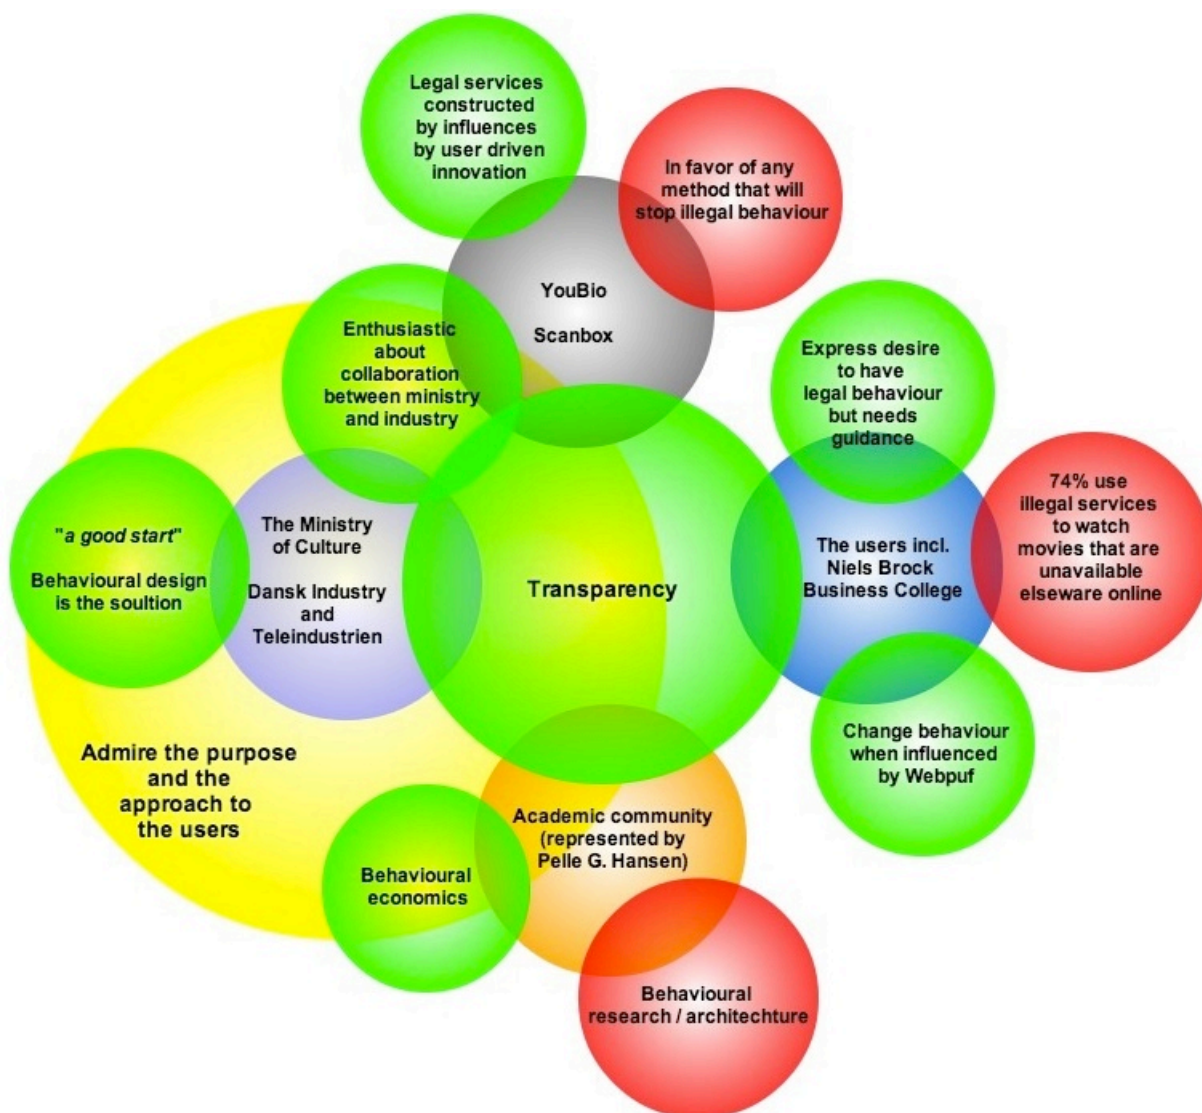 Legal services
constructed
by influences
by user driven
innovation
In favor of any
method that will
stop illegal behaviour
YouBio
Scanbox
Enthusiastic
about
collaboration
between ministry
and industry
Express desire
to have
legal behaviour
but needs
guidance
"a good start"
Behavioural design
is the soultion
The Ministry
of Culture
Dansk Industry
and
Teleindustrien
Transparency
The users incl.
Niels Brock
Business College
74% use
illegal services
to watch
movies that are
unavailable
elseware online
Admire the purpose
and the
approach to
the users
Change behaviour
when influenced
by Webpuf
Academic community
(represented by
Pelle G. Hansen)
Behavioural
economics
Behavioural
research / architechture